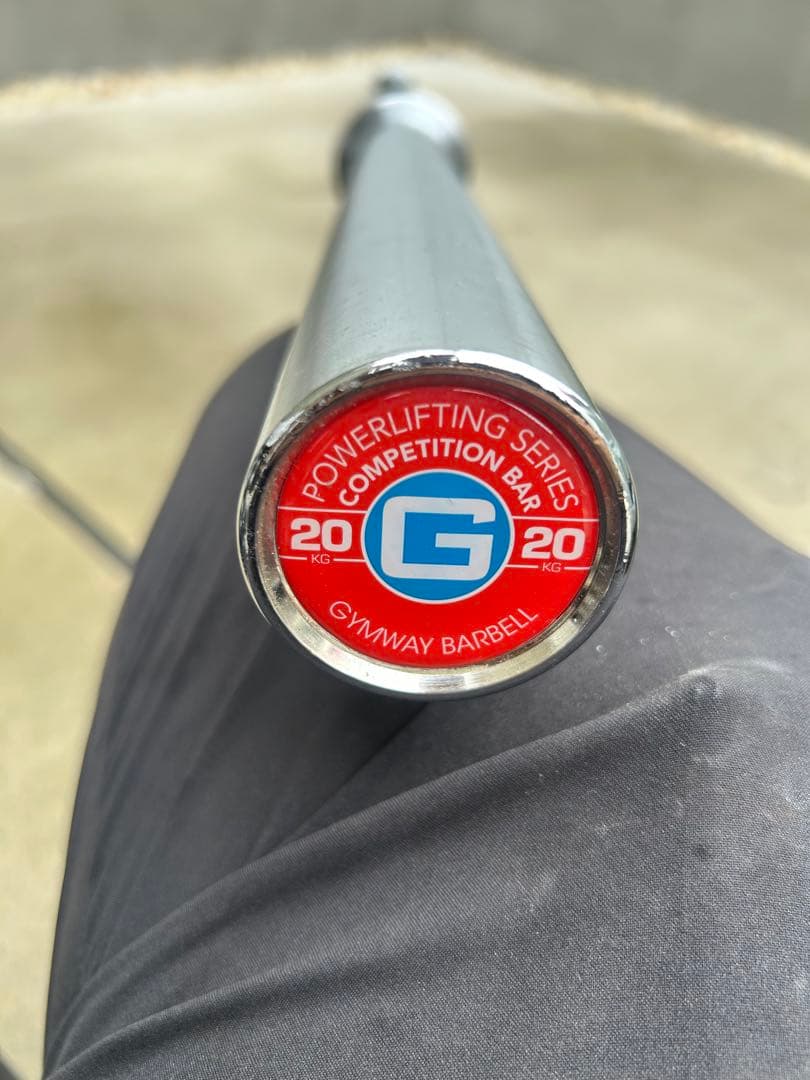 POWERLIFTING SERIES
COMPETITION BAR
20 KG
G
20 KG
GYMWAY BARBELL